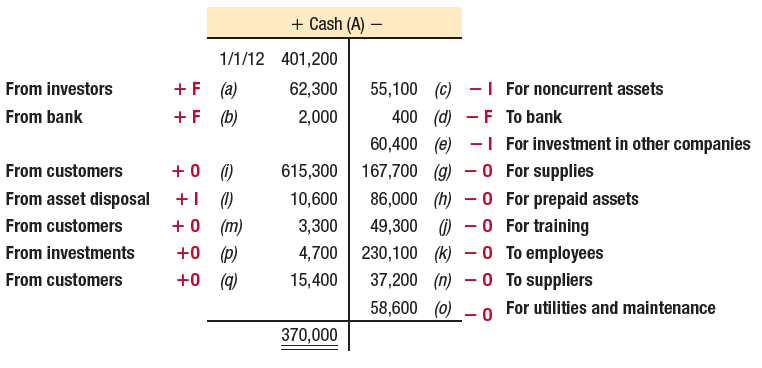 + Cash (A) −
1/1/12 401,200
From investors + F (a) 62,300 55,100 (c) − I For noncurrent assets
From bank + F (b) 2,000 400 (d) − F To bank
60,400 (e) − I For investment in other companies
From customers + O (i) 615,300 167,700 (g) − O For supplies
From asset disposal + I (l) 10,600 86,000 (h) − O For prepaid assets
From customers + O (m) 3,300 49,300 (j) − O For training
From investments +O (p) 4,700 230,100 (k) − O To employees
From customers +O (q) 15,400 37,200 (n) − O To suppliers
58,600 (o) − O For utilities and maintenance
370,000